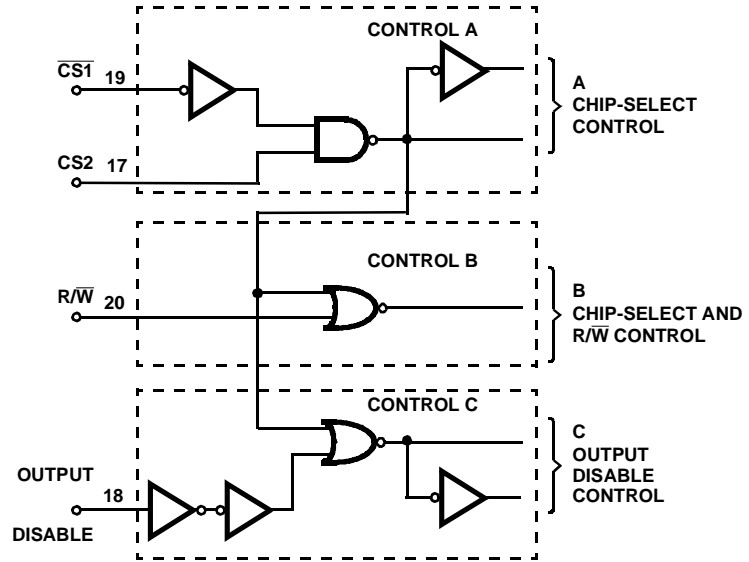 CONTROL A
C̅S̅1̅ 19
CS2 17
A
CHIP-SELECT
CONTROL
CONTROL B
R/W̅ 20
B
CHIP-SELECT AND
R/W̅ CONTROL
CONTROL C
OUTPUT
DISABLE
18
C
OUTPUT
DISABLE
CONTROL